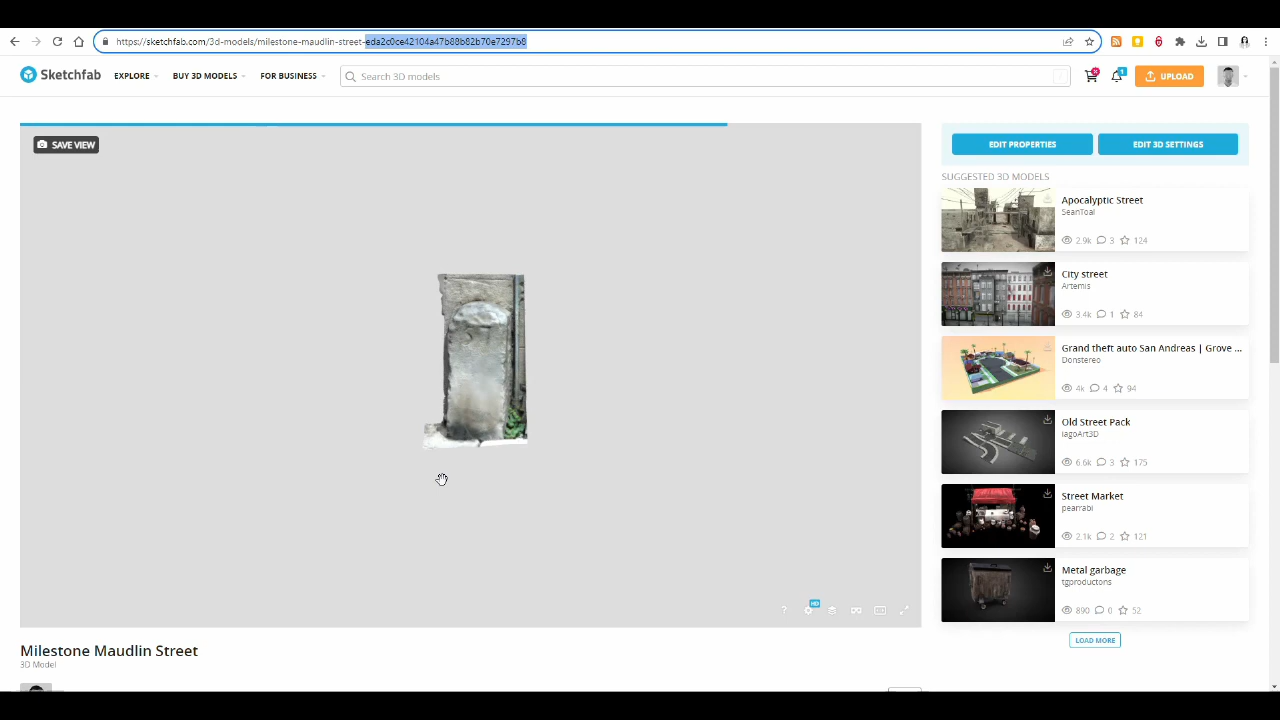 https://sketchfab.com/3d-models/milestone-maudlin-street-eda2c0ce42104a47b88b82b70e7297b8
Sketchfab
EXPLORE
BUY 3D MODELS
FOR BUSINESS
Search 3D models
/
1
UPLOAD
SAVE VIEW
EDIT PROPERTIES
EDIT 3D SETTINGS
SUGGESTED 3D MODELS
Apocalyptic Street
SeanToal
2.9k 3 124
City street
Artemis
3.4k 1 84
Grand theft auto San Andreas | Grove ...
Donstereo
4k 4 94
Old Street Pack
IagoArt3D
6.6k 3 175
Street Market
pearrabi
2.1k 2 121
Metal garbage
tgproductons
890 0 52
LOAD MORE
? HD
Milestone Maudlin Street
3D Model